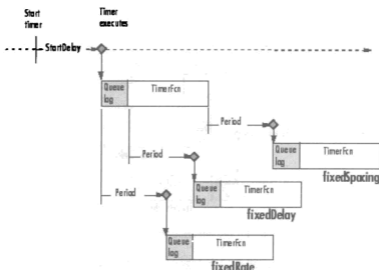 Start timer
Timer executes
StartDelay
Queue lag
TimerFcn
Period
Queue lag
TimerFcn
fixedSpacing
Period
Queue lag
TimerFcn
fixedDelay
Period
Queue lag
TimerFcn
fixedRate